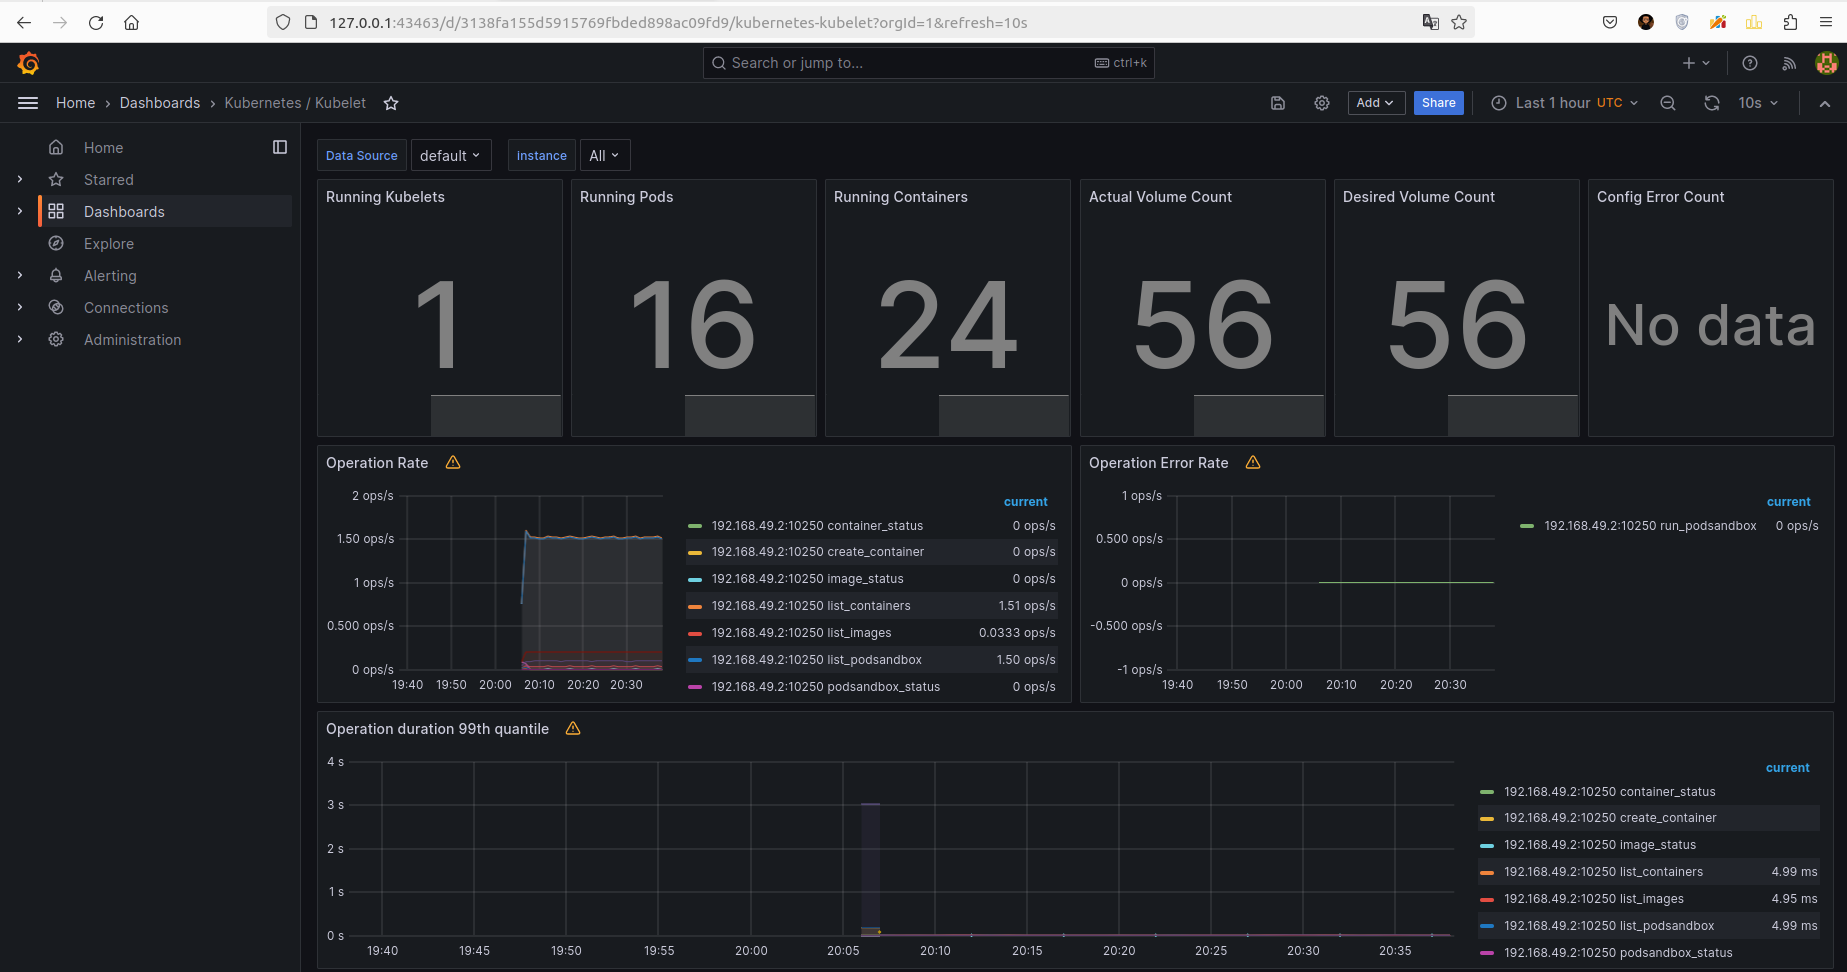 127.0.0.1:43463/d/3138fa155d5915769fbded898ac09fd9/kubernetes-kubelet?orgId=1&refresh=10s
Search or jump to...
ctrl+k
Home › Dashboards › Kubernetes / Kubelet
Add
Share
Last 1 hour UTC
10s
Home
Starred
Dashboards
Explore
Alerting
Connections
Administration
Data Source
default
instance
All
Running Kubelets
1
Running Pods
16
Running Containers
24
Actual Volume Count
56
Desired Volume Count
56
Config Error Count
No data
Operation Rate
2 ops/s
1.50 ops/s
1 ops/s
0.500 ops/s
0 ops/s
19:40 19:50 20:00 20:10 20:20 20:30
current
192.168.49.2:10250 container_status 0 ops/s
192.168.49.2:10250 create_container 0 ops/s
192.168.49.2:10250 image_status 0 ops/s
192.168.49.2:10250 list_containers 1.51 ops/s
192.168.49.2:10250 list_images 0.0333 ops/s
192.168.49.2:10250 list_podsandbox 1.50 ops/s
192.168.49.2:10250 podsandbox_status 0 ops/s
Operation Error Rate
1 ops/s
0.500 ops/s
0 ops/s
-0.500 ops/s
-1 ops/s
19:40 19:50 20:00 20:10 20:20 20:30
current
192.168.49.2:10250 run_podsandbox 0 ops/s
Operation duration 99th quantile
4 s
3 s
2 s
1 s
0 s
19:40 19:45 19:50 19:55 20:00 20:05 20:10 20:15 20:20 20:25 20:30 20:35
current
192.168.49.2:10250 container_status
192.168.49.2:10250 create_container
192.168.49.2:10250 image_status
192.168.49.2:10250 list_containers 4.99 ms
192.168.49.2:10250 list_images 4.95 ms
192.168.49.2:10250 list_podsandbox 4.99 ms
192.168.49.2:10250 podsandbox_status